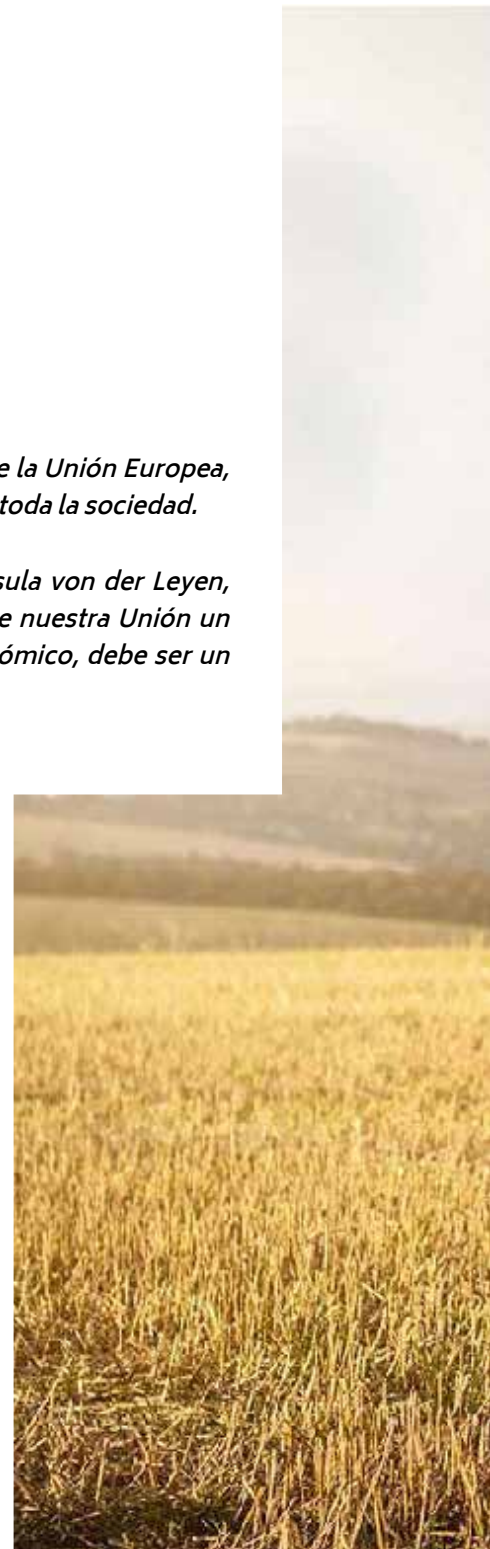 e la Unión Europea,
toda la sociedad.
sula von der Leyen,
e nuestra Unión un
ómico, debe ser un